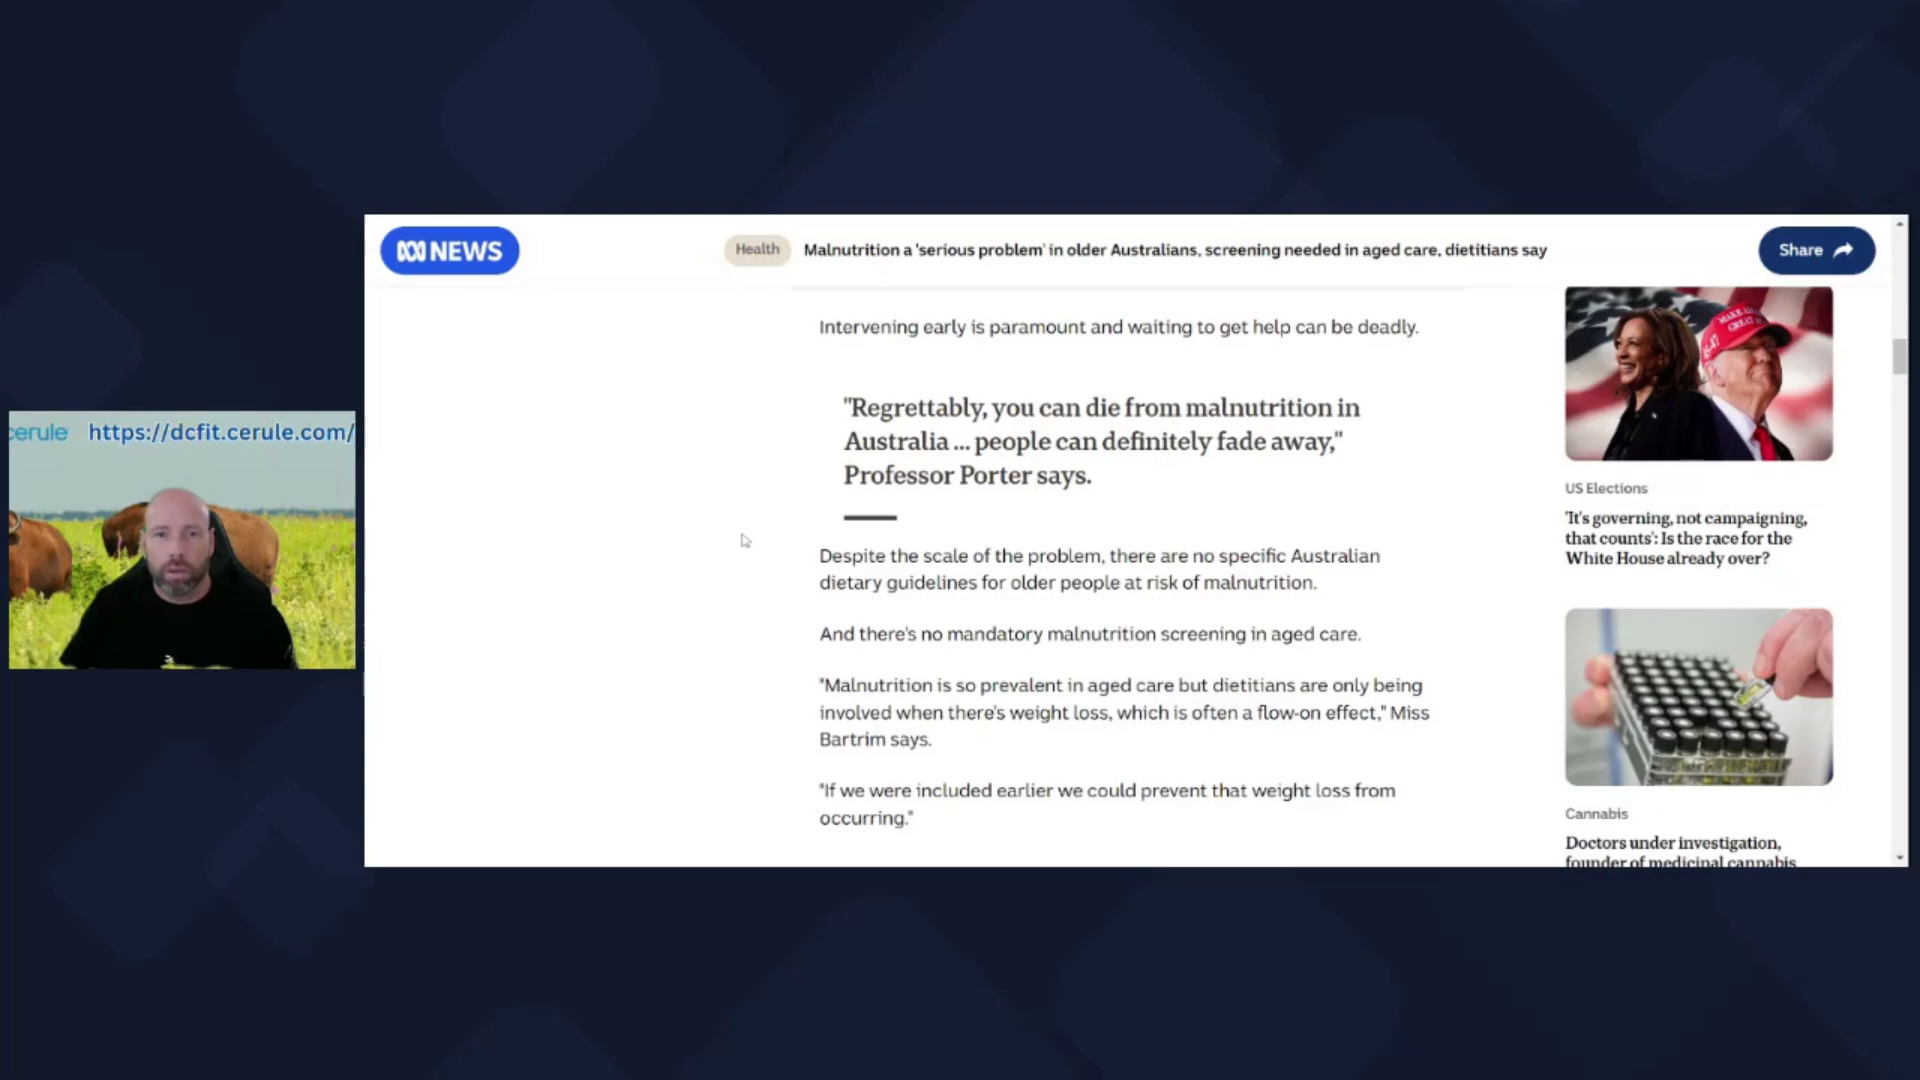 cerule
https://dcfit.cerule.com/
NEWS
Health
Malnutrition a 'serious problem' in older Australians, screening needed in aged care, dietitians say
Share
Intervening early is paramount and waiting to get help can be deadly.
"Regrettably, you can die from malnutrition in
Australia ... people can definitely fade away,"
Professor Porter says.
Despite the scale of the problem, there are no specific Australian
dietary guidelines for older people at risk of malnutrition.
And there's no mandatory malnutrition screening in aged care.
"Malnutrition is so prevalent in aged care but dietitians are only being
involved when there's weight loss, which is often a flow-on effect," Miss
Bartrim says.
"If we were included earlier we could prevent that weight loss from
occurring."
US Elections
'It's governing, not campaigning,
that counts': Is the race for the
White House already over?
Cannabis
Doctors under investigation,
founder of medicinal cannabis